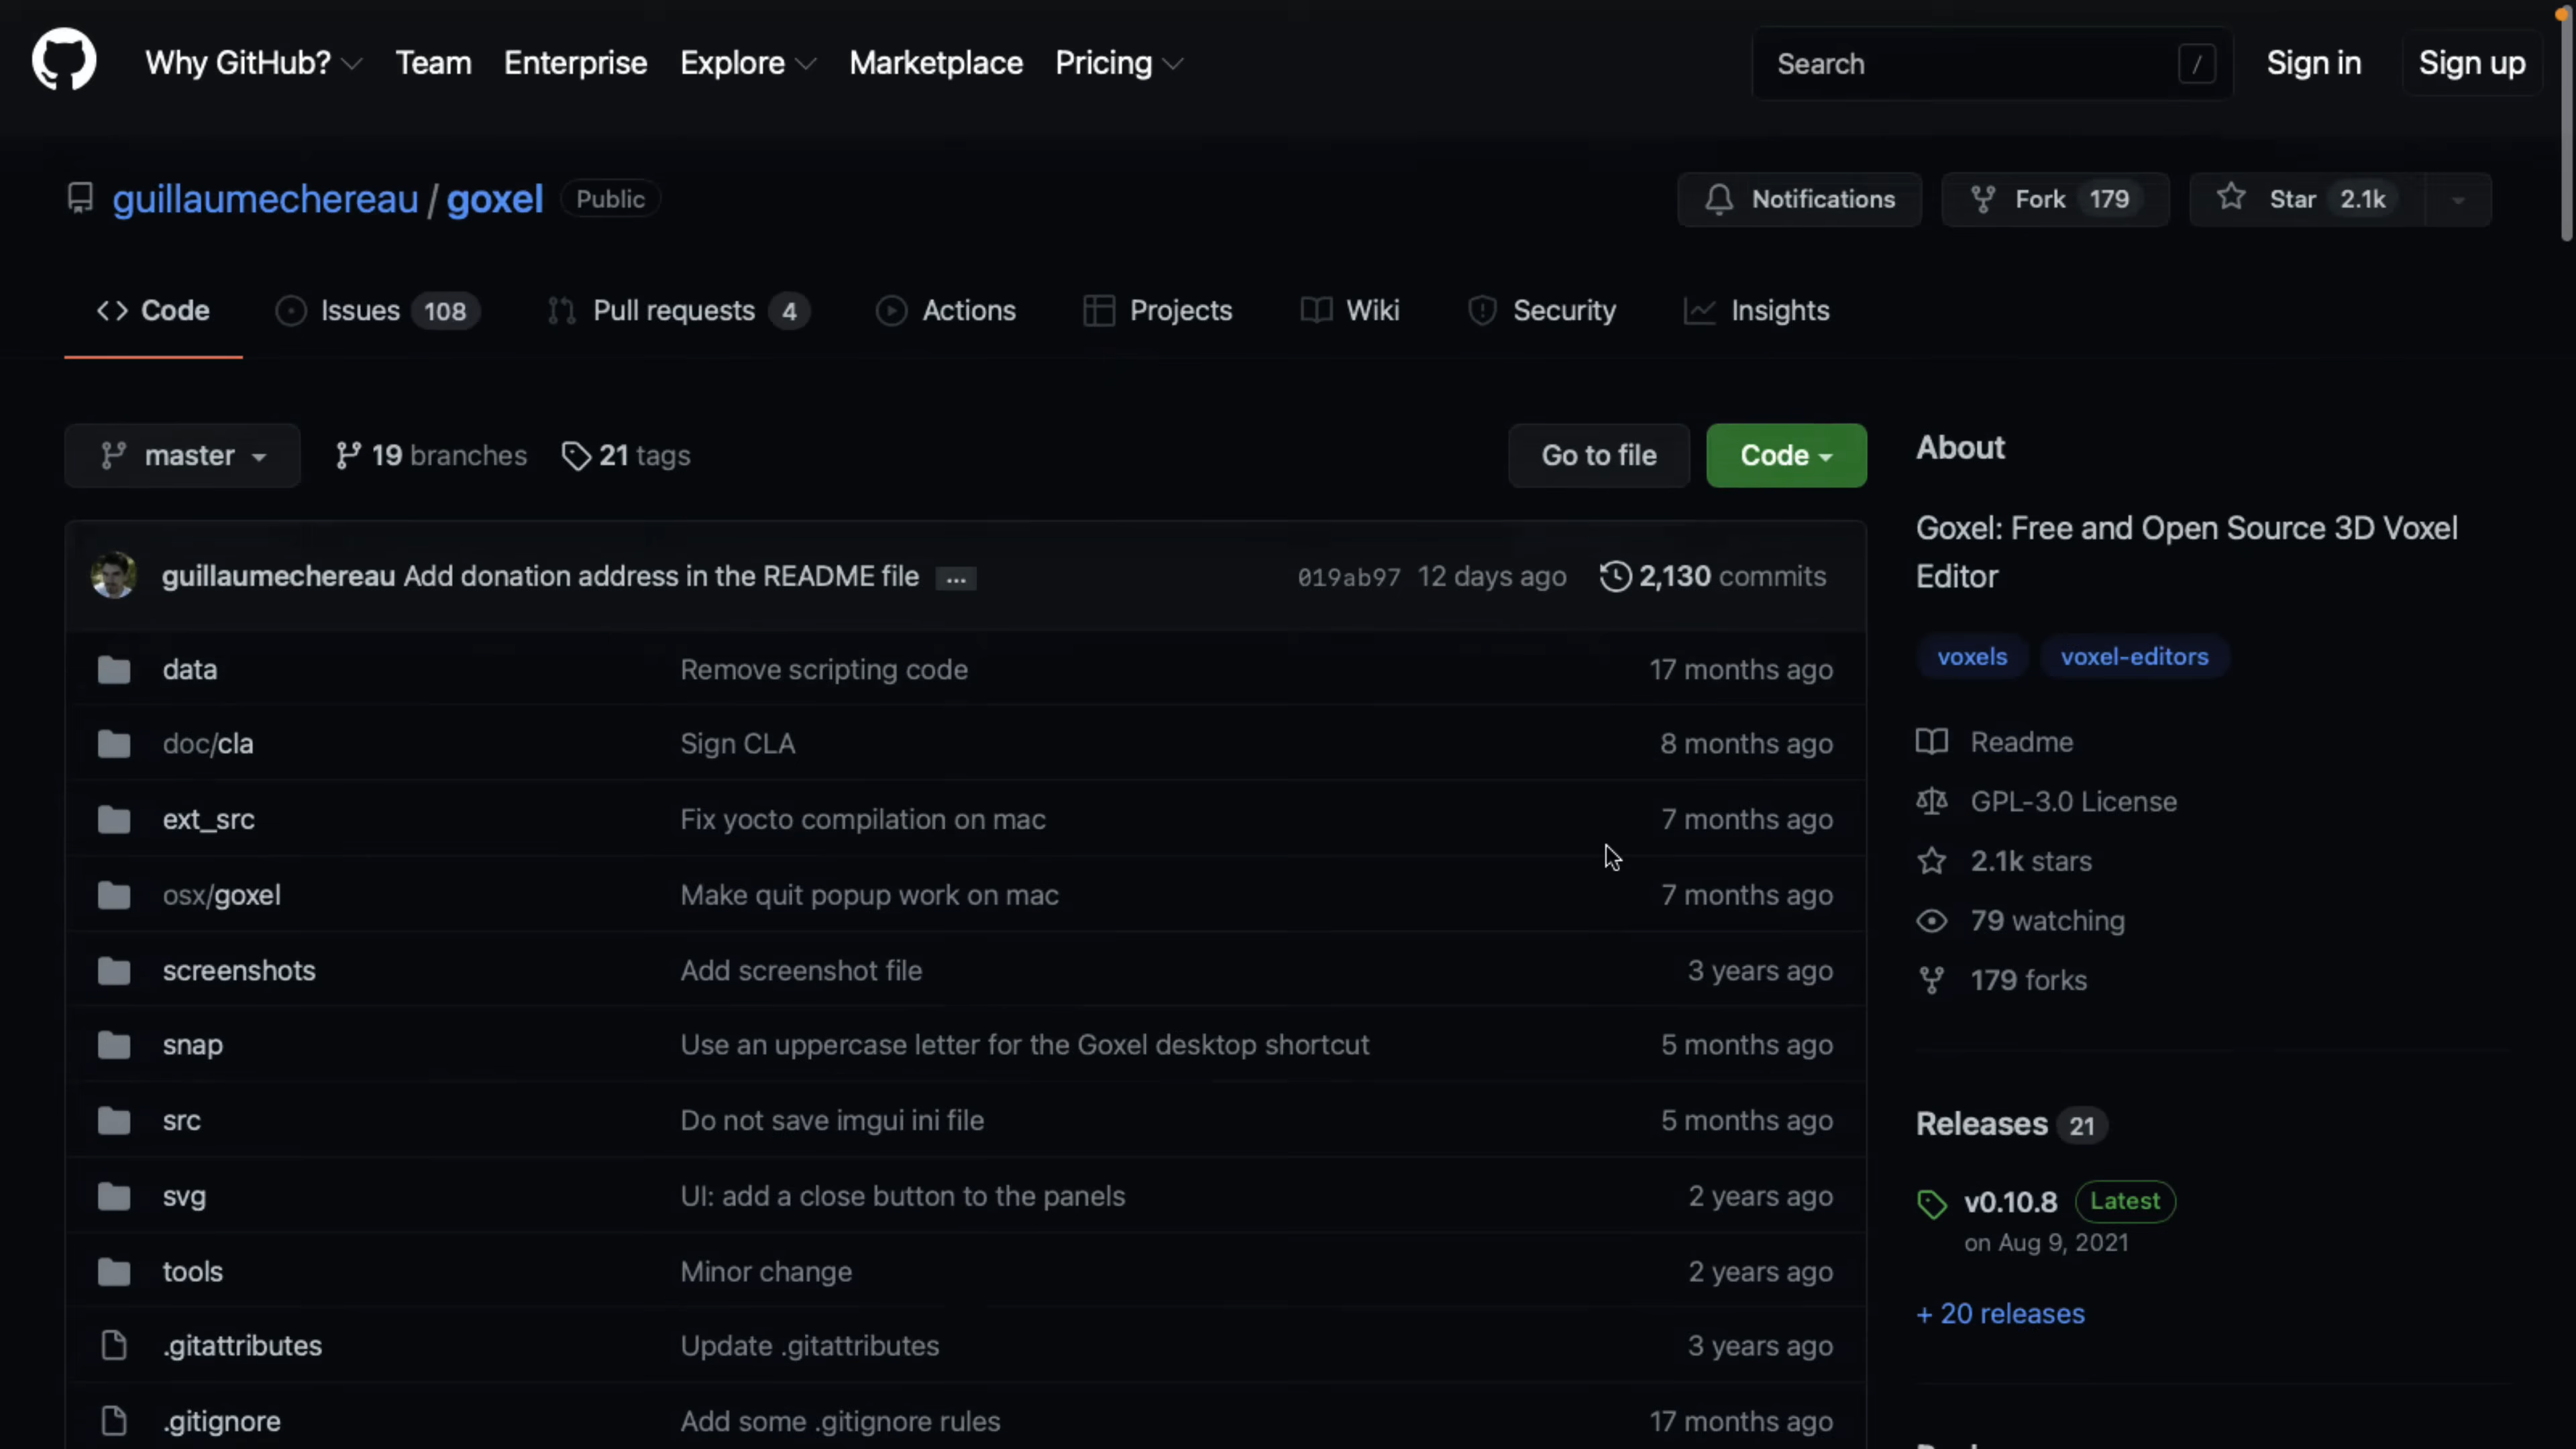 Why GitHub? Team Enterprise Explore Marketplace Pricing Search / Sign in Sign up
guillaumechereau / goxel Public Notifications Fork 179 Star 2.1k
Code Issues 108 Pull requests 4 Actions Projects Wiki Security Insights
master 19 branches 21 tags Go to file Code
guillaumechereau Add donation address in the README file ... 019ab97 12 days ago 2,130 commits
data Remove scripting code 17 months ago
doc/cla Sign CLA 8 months ago
ext_src Fix yocto compilation on mac 7 months ago
osx/goxel Make quit popup work on mac 7 months ago
screenshots Add screenshot file 3 years ago
snap Use an uppercase letter for the Goxel desktop shortcut 5 months ago
src Do not save imgui ini file 5 months ago
svg UI: add a close button to the panels 2 years ago
tools Minor change 2 years ago
.gitattributes Update .gitattributes 3 years ago
.gitignore Add some .gitignore rules 17 months ago
About
Goxel: Free and Open Source 3D Voxel
Editor
voxels voxel-editors
Readme
GPL-3.0 License
2.1k stars
79 watching
179 forks
Releases 21
v0.10.8 Latest
on Aug 9, 2021
+ 20 releases